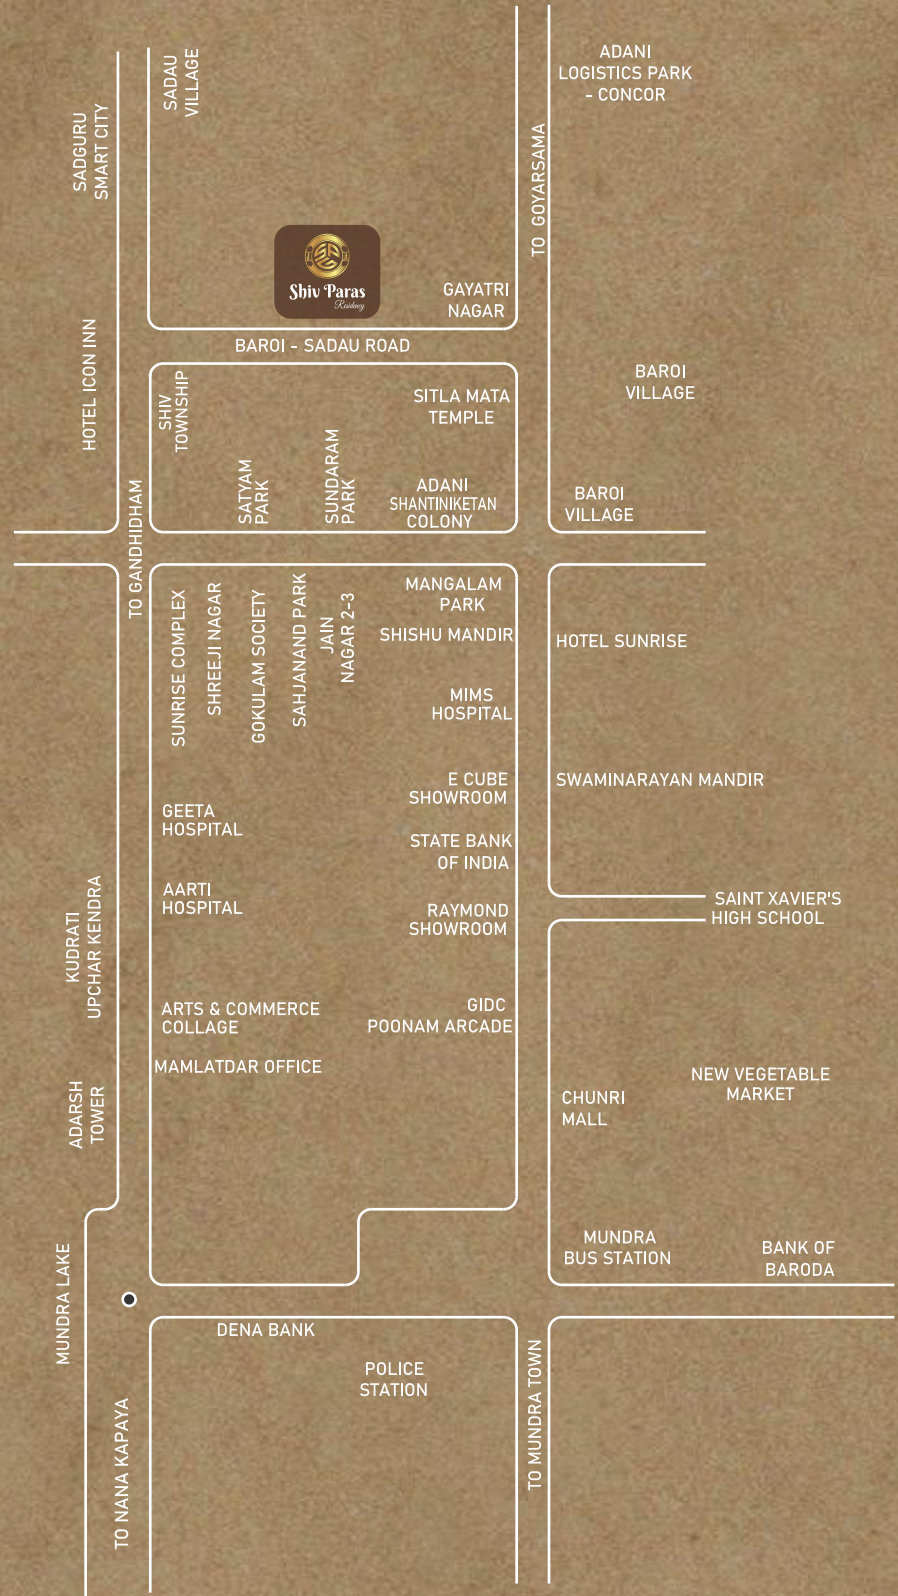 SADAU
VILLAGE
ADANI
LOGISTICS PARK
- CONCOR
SADGURU
SMART CITY
TO GOYARSAMA
Shiv Paras
Residency
GAYATRI
NAGAR
HOTEL ICON INN
BAROI - SADAU ROAD
SHIV
TOWNSHIP
SITLA MATA
TEMPLE
BAROI
VILLAGE
SATYAM
PARK
SUNDARAM
PARK
ADANI
SHANTINIKETAN
COLONY
BAROI
VILLAGE
TO GANDHIDHAM
SUNRISE COMPLEX
SHREEJI NAGAR
GOKULAM SOCIETY
SAHJANAND PARK
JAIN
NAGAR 2-3
MANGALAM
PARK
SHISHU MANDIR
HOTEL SUNRISE
MIMS
HOSPITAL
E CUBE
SHOWROOM
SWAMINARAYAN MANDIR
GEETA
HOSPITAL
STATE BANK
OF INDIA
AARTI
HOSPITAL
RAYMOND
SHOWROOM
SAINT XAVIER'S
HIGH SCHOOL
KUDRATI
UPCHAR KENDRA
ARTS & COMMERCE
COLLAGE
GIDC
POONAM ARCADE
MAMLATDAR OFFICE
ADARSH
TOWER
CHUNRI
MALL
NEW VEGETABLE
MARKET
MUNDRA LAKE
MUNDRA
BUS STATION
BANK OF
BARODA
DENA BANK
POLICE
STATION
TO NANA KAPAYA
TO MUNDRA TOWN